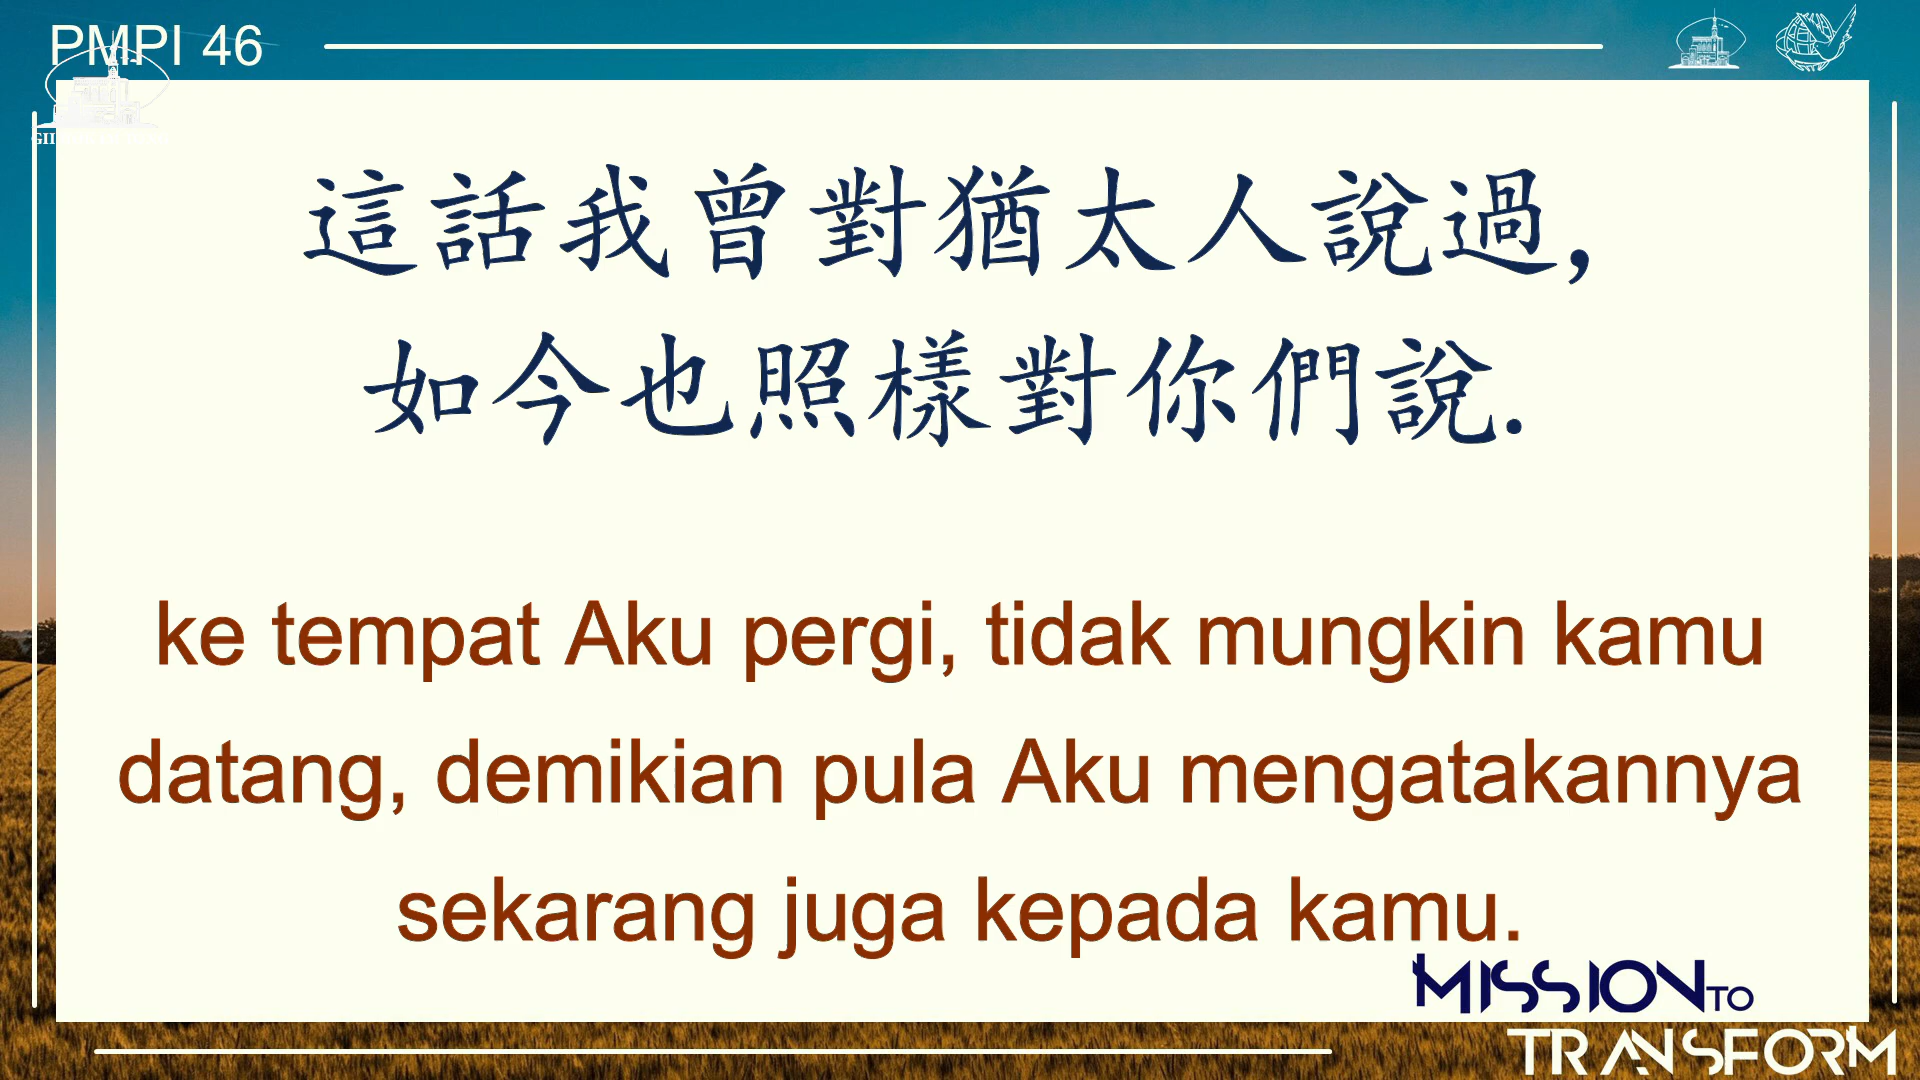 PMPI 46
這話我曾對猶太人說過,
如今也照樣對你們說.
ke tempat Aku pergi, tidak mungkin kamu
datang, demikian pula Aku mengatakannya
sekarang juga kepada kamu.
MISSION TO
TRANSFORM